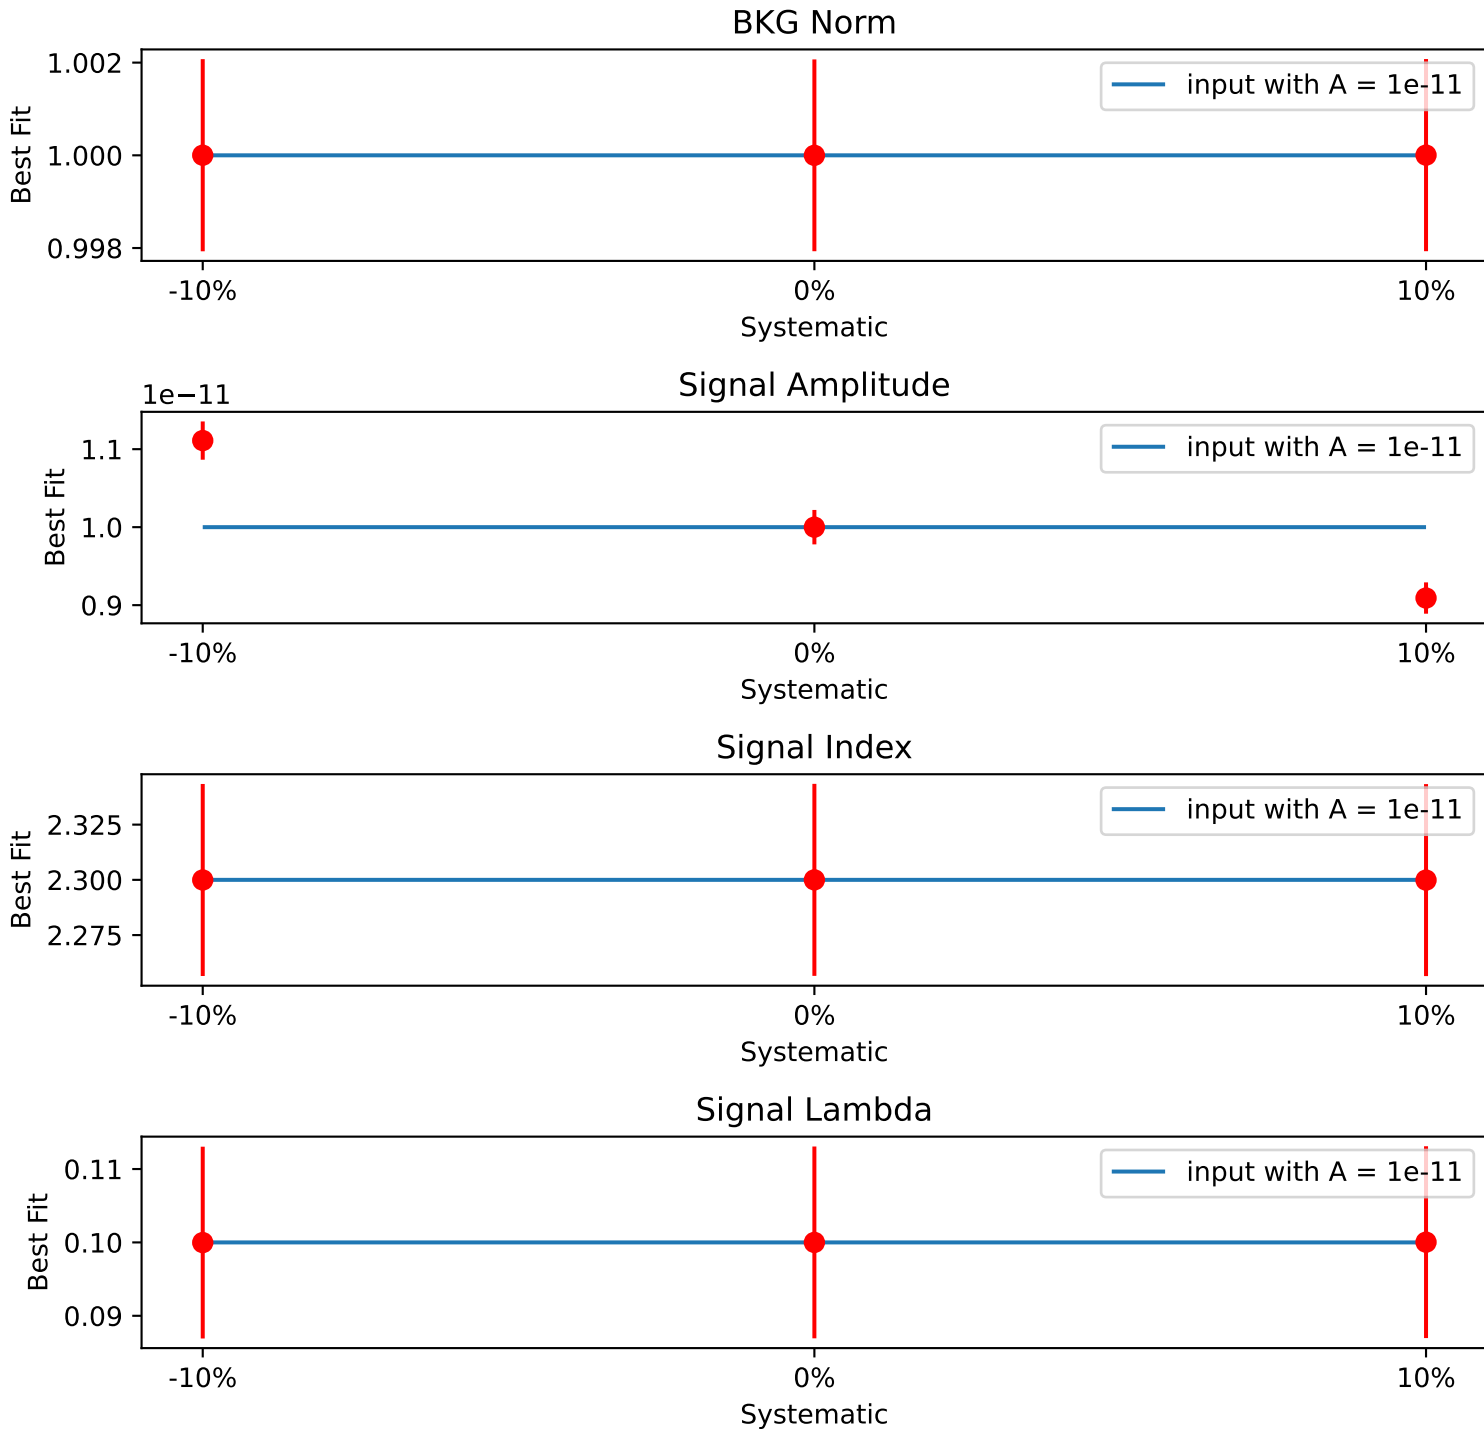 BKG Norm
input with A = 1e-11
1.002
1.000
0.998
Best Fit
-10% 0% 10%
Systematic
Signal Amplitude
1e−11
input with A = 1e-11
1.1
1.0
0.9
Best Fit
-10% 0% 10%
Systematic
Signal Index
input with A = 1e-11
2.325
2.300
2.275
Best Fit
-10% 0% 10%
Systematic
Signal Lambda
input with A = 1e-11
0.11
0.10
0.09
Best Fit
-10% 0% 10%
Systematic